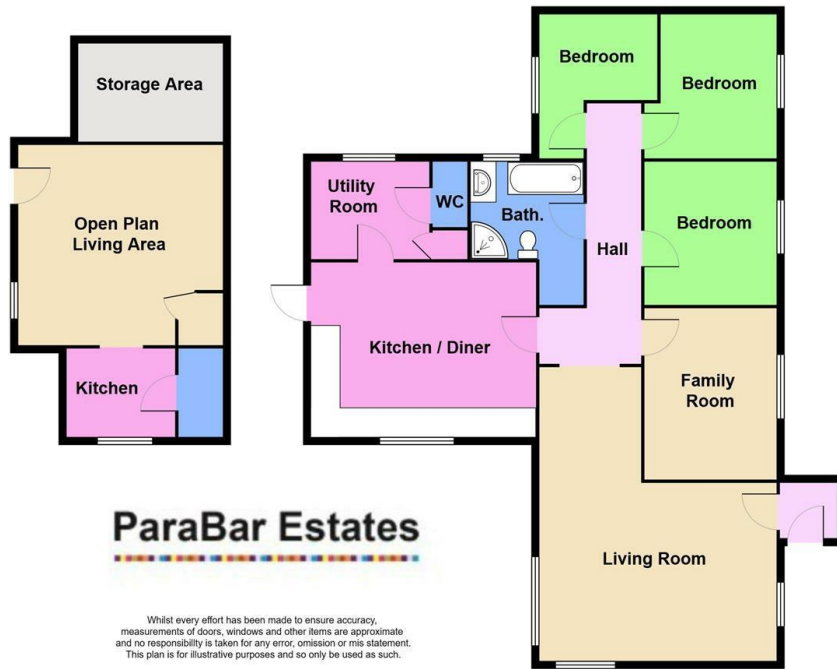 Storage Area
Open Plan
Living Area
Kitchen
Bedroom
Bedroom
Utility
Room
WC
Bath.
Hall
Bedroom
Kitchen / Diner
Family
Room
Living Room
ParaBar Estates
Whilst every effort has been made to ensure accuracy,
measurements of doors, windows and other items are approximate
and no responsibility is taken for any error, omission or mis statement.
This plan is for illustrative purposes and so only be used as such.